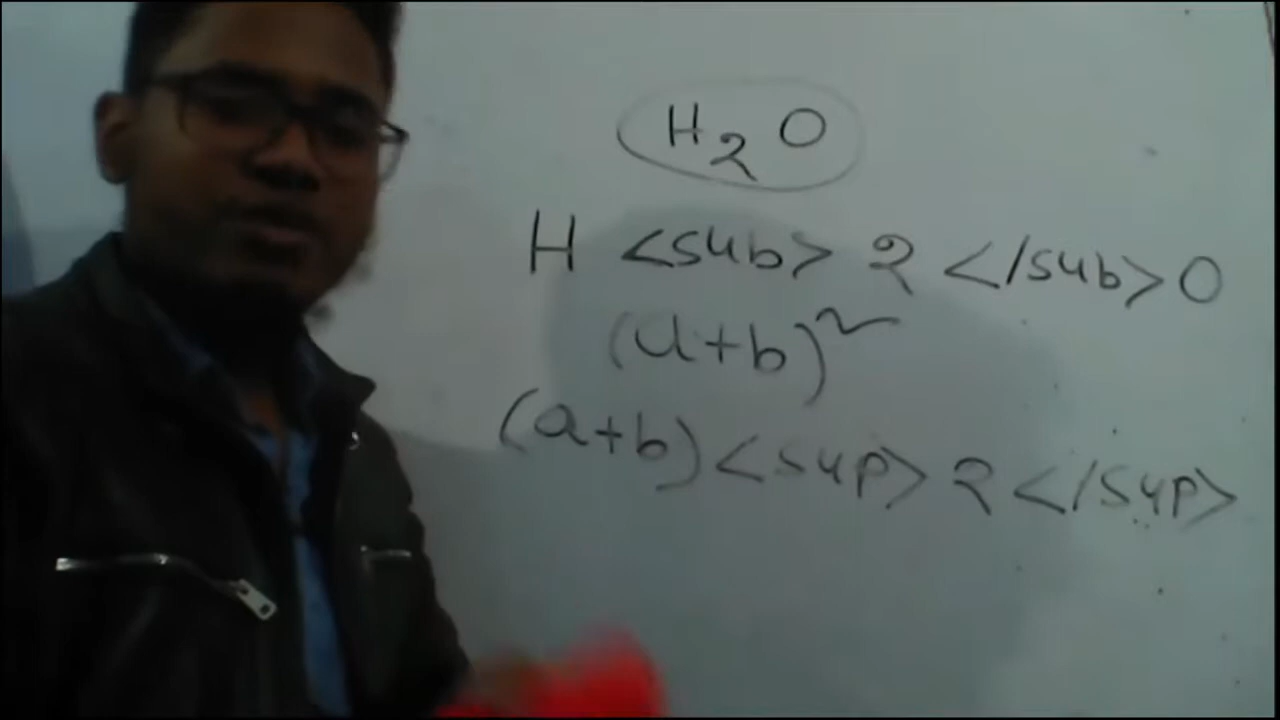 H₂O
H <sub> 2 </sub> O
(a+b)²
(a+b) <sup> 2 </sup>